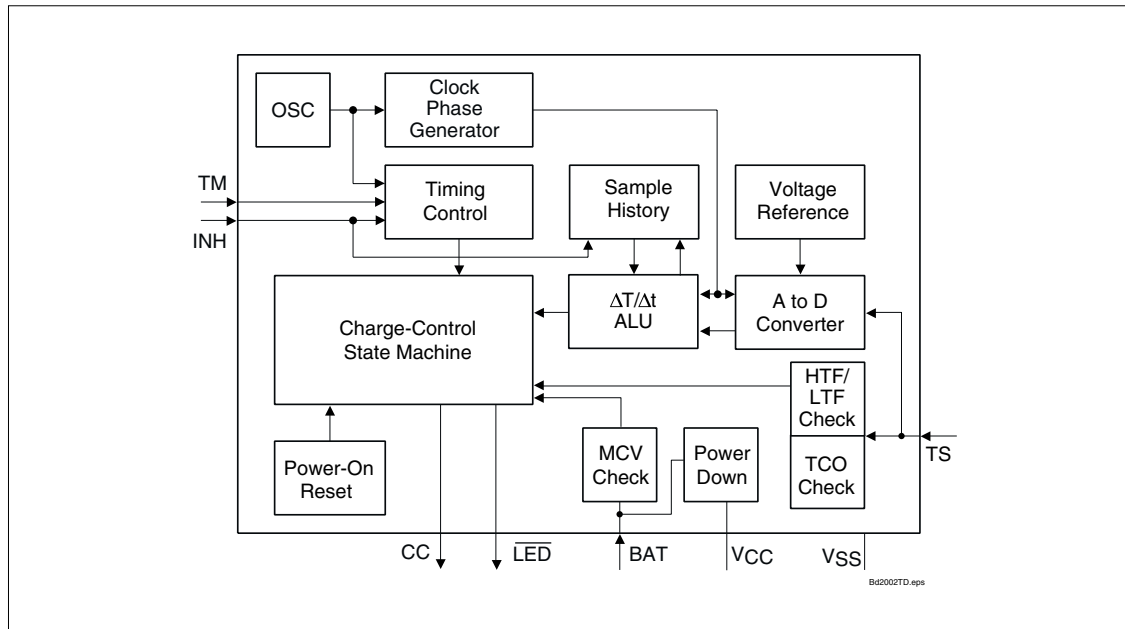 OSC
Clock
Phase
Generator
TM
INH
Timing
Control
Sample
History
Voltage
Reference
Charge-Control
State Machine
ΔT/Δt
ALU
A to D
Converter
HTF/
LTF
Check
TCO
Check
TS
Power-On
Reset
MCV
Check
Power
Down
CC
LED
BAT
VCC
VSS
Bd2002TD.eps